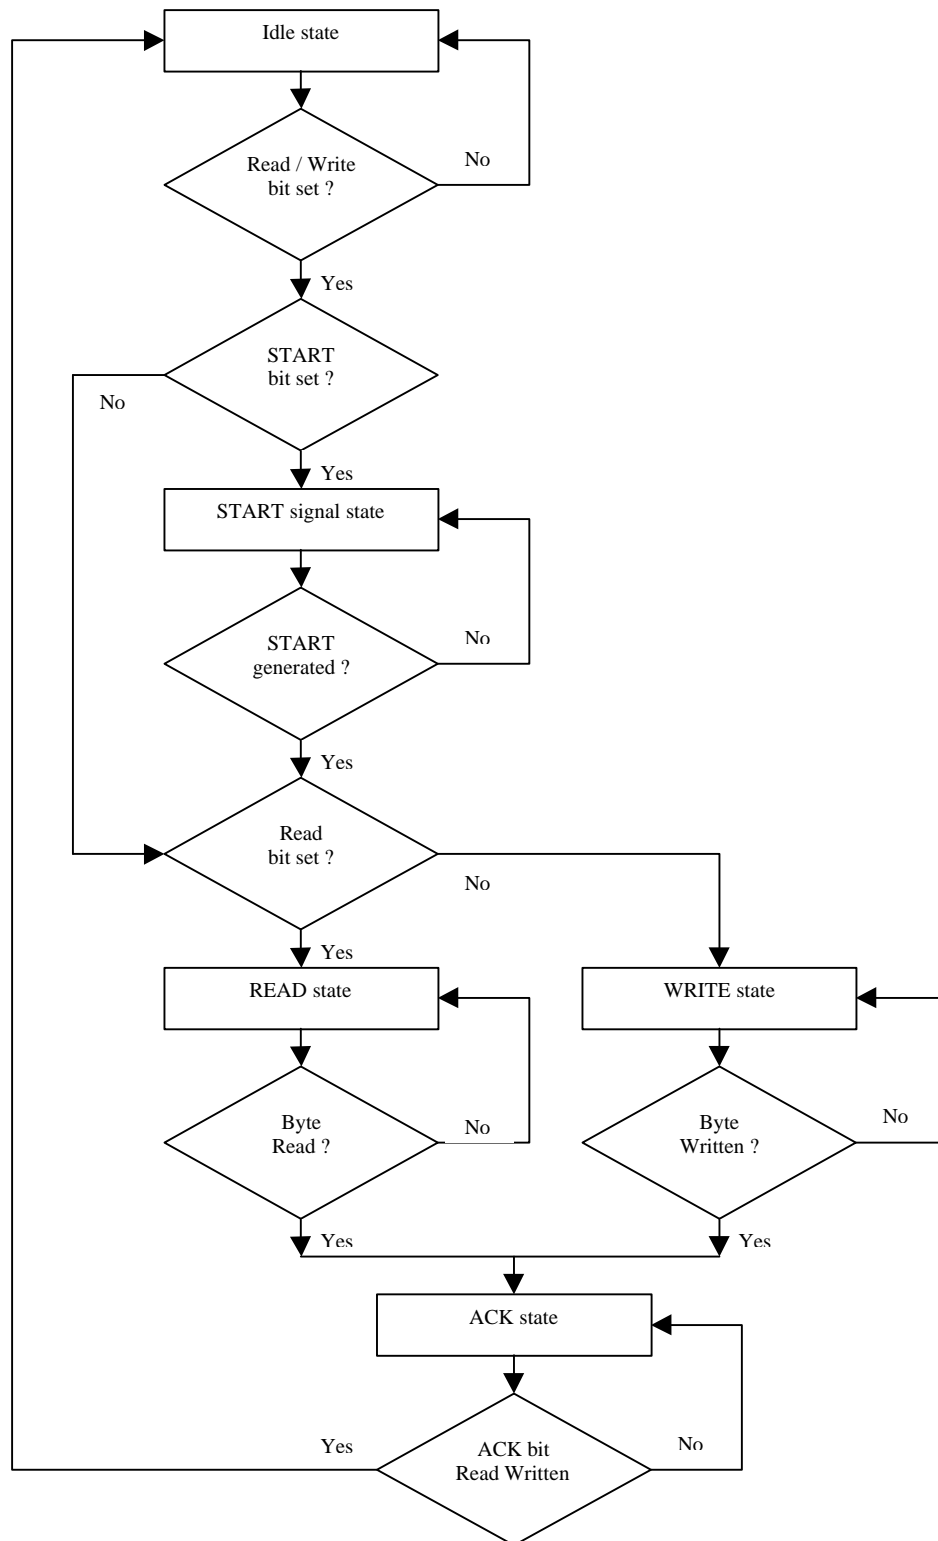 Idle state
Read / Write
bit set ?
No
Yes
START
bit set ?
No
Yes
START signal state
START
generated ?
No
Yes
Read
bit set ?
No
Yes
READ state
WRITE state
Byte
Read ?
No
Byte
Written ?
No
Yes
Yes
ACK state
Yes
ACK bit
Read Written
No